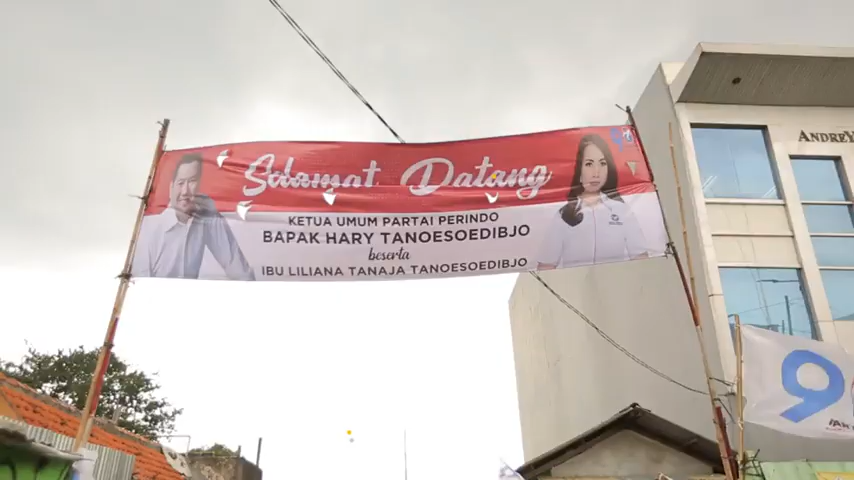 Selamat Datang
KETUA UMUM PARTAI PERINDO
BAPAK HARY TANOESOEDIBJO
beserta
IBU LILIANA TANAJA TANOESOEDIBJO
9